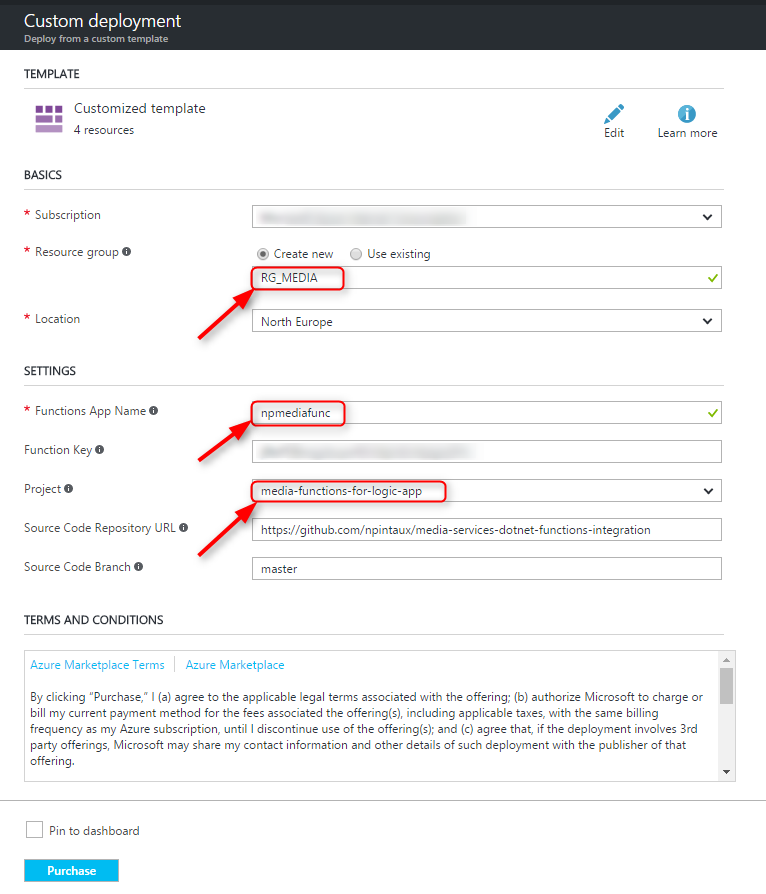 Custom deployment
Deploy from a custom template
TEMPLATE
Customized template
4 resources
Edit
Learn more
BASICS
* Subscription
* Resource group
Create new
Use existing
RG_MEDIA
* Location
North Europe
SETTINGS
* Functions App Name
npmediafunc
Function Key
Project
media-functions-for-logic-app
Source Code Repository URL
https://github.com/npintaux/media-services-dotnet-functions-integration
Source Code Branch
master
TERMS AND CONDITIONS
Azure Marketplace Terms
Azure Marketplace
By clicking “Purchase,” I (a) agree to the applicable legal terms associated with the offering; (b) authorize Microsoft to charge or
bill my current payment method for the fees associated the offering(s), including applicable taxes, with the same billing
frequency as my Azure subscription, until I discontinue use of the offering(s); and (c) agree that, if the deployment involves 3rd
party offerings, Microsoft may share my contact information and other details of such deployment with the publisher of that
offering.
Pin to dashboard
Purchase